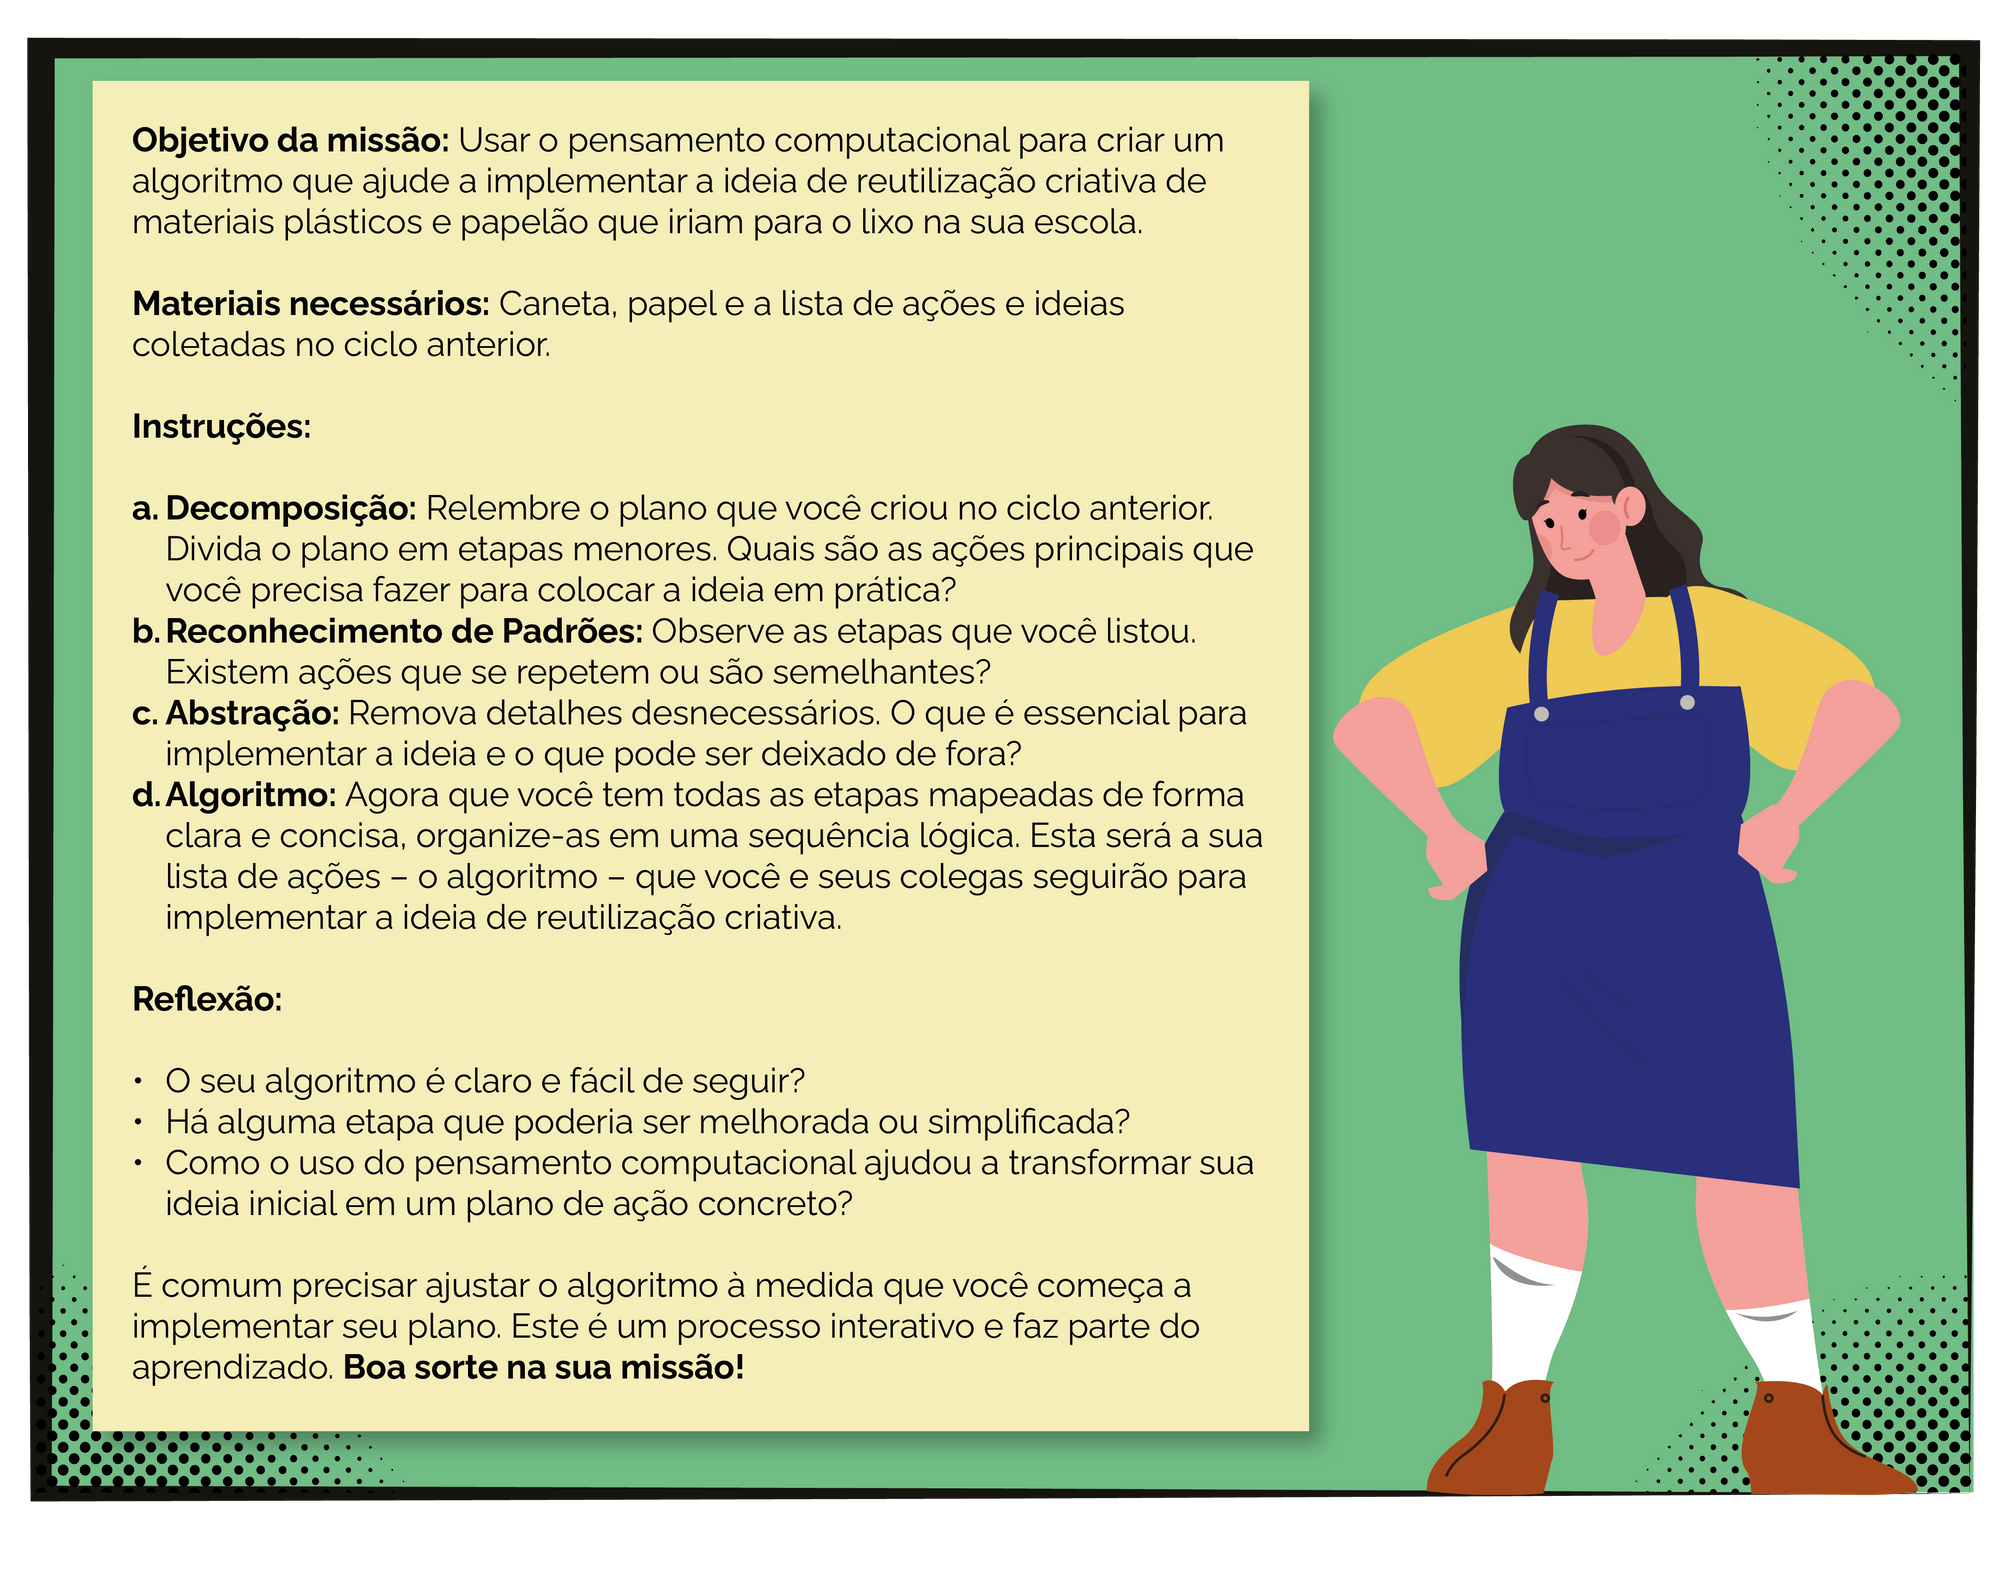 Objetivo da missão: Usar o pensamento computacional para criar um
algoritmo que ajude a implementar a ideia de reutilização criativa de
materiais plásticos e papelão que iriam para o lixo na sua escola.
Materiais necessários: Caneta, papel e a lista de ações e ideias
coletadas no ciclo anterior.
Instruções:
a. Decomposição: Relembre o plano que você criou no ciclo anterior.
Divida o plano em etapas menores. Quais são as ações principais que
você precisa fazer para colocar a ideia em prática?
b. Reconhecimento de Padrões: Observe as etapas que você listou.
Existem ações que se repetem ou são semelhantes?
c. Abstração: Remova detalhes desnecessários. O que é essencial para
implementar a ideia e o que pode ser deixado de fora?
d. Algoritmo: Agora que você tem todas as etapas mapeadas de forma
clara e concisa, organize-as em uma sequência lógica. Esta será a sua
lista de ações – o algoritmo – que você e seus colegas seguirão para
implementar a ideia de reutilização criativa.
Reflexão:
• O seu algoritmo é claro e fácil de seguir?
• Há alguma etapa que poderia ser melhorada ou simplificada?
• Como o uso do pensamento computacional ajudou a transformar sua
ideia inicial em um plano de ação concreto?
É comum precisar ajustar o algoritmo à medida que você começa a
implementar seu plano. Este é um processo interativo e faz parte do
aprendizado. Boa sorte na sua missão!